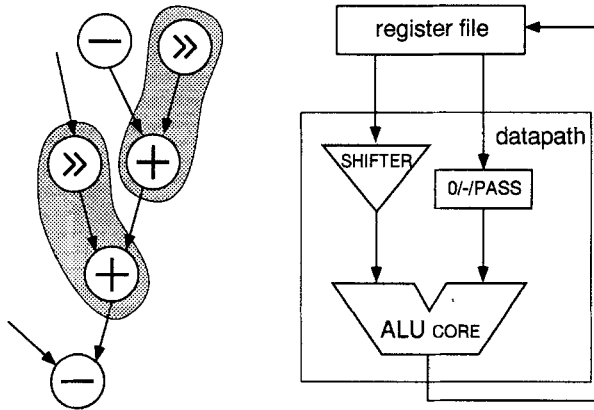 −
»
register file
»
+
datapath
SHIFTER
0/-/PASS
+
ALU CORE
−